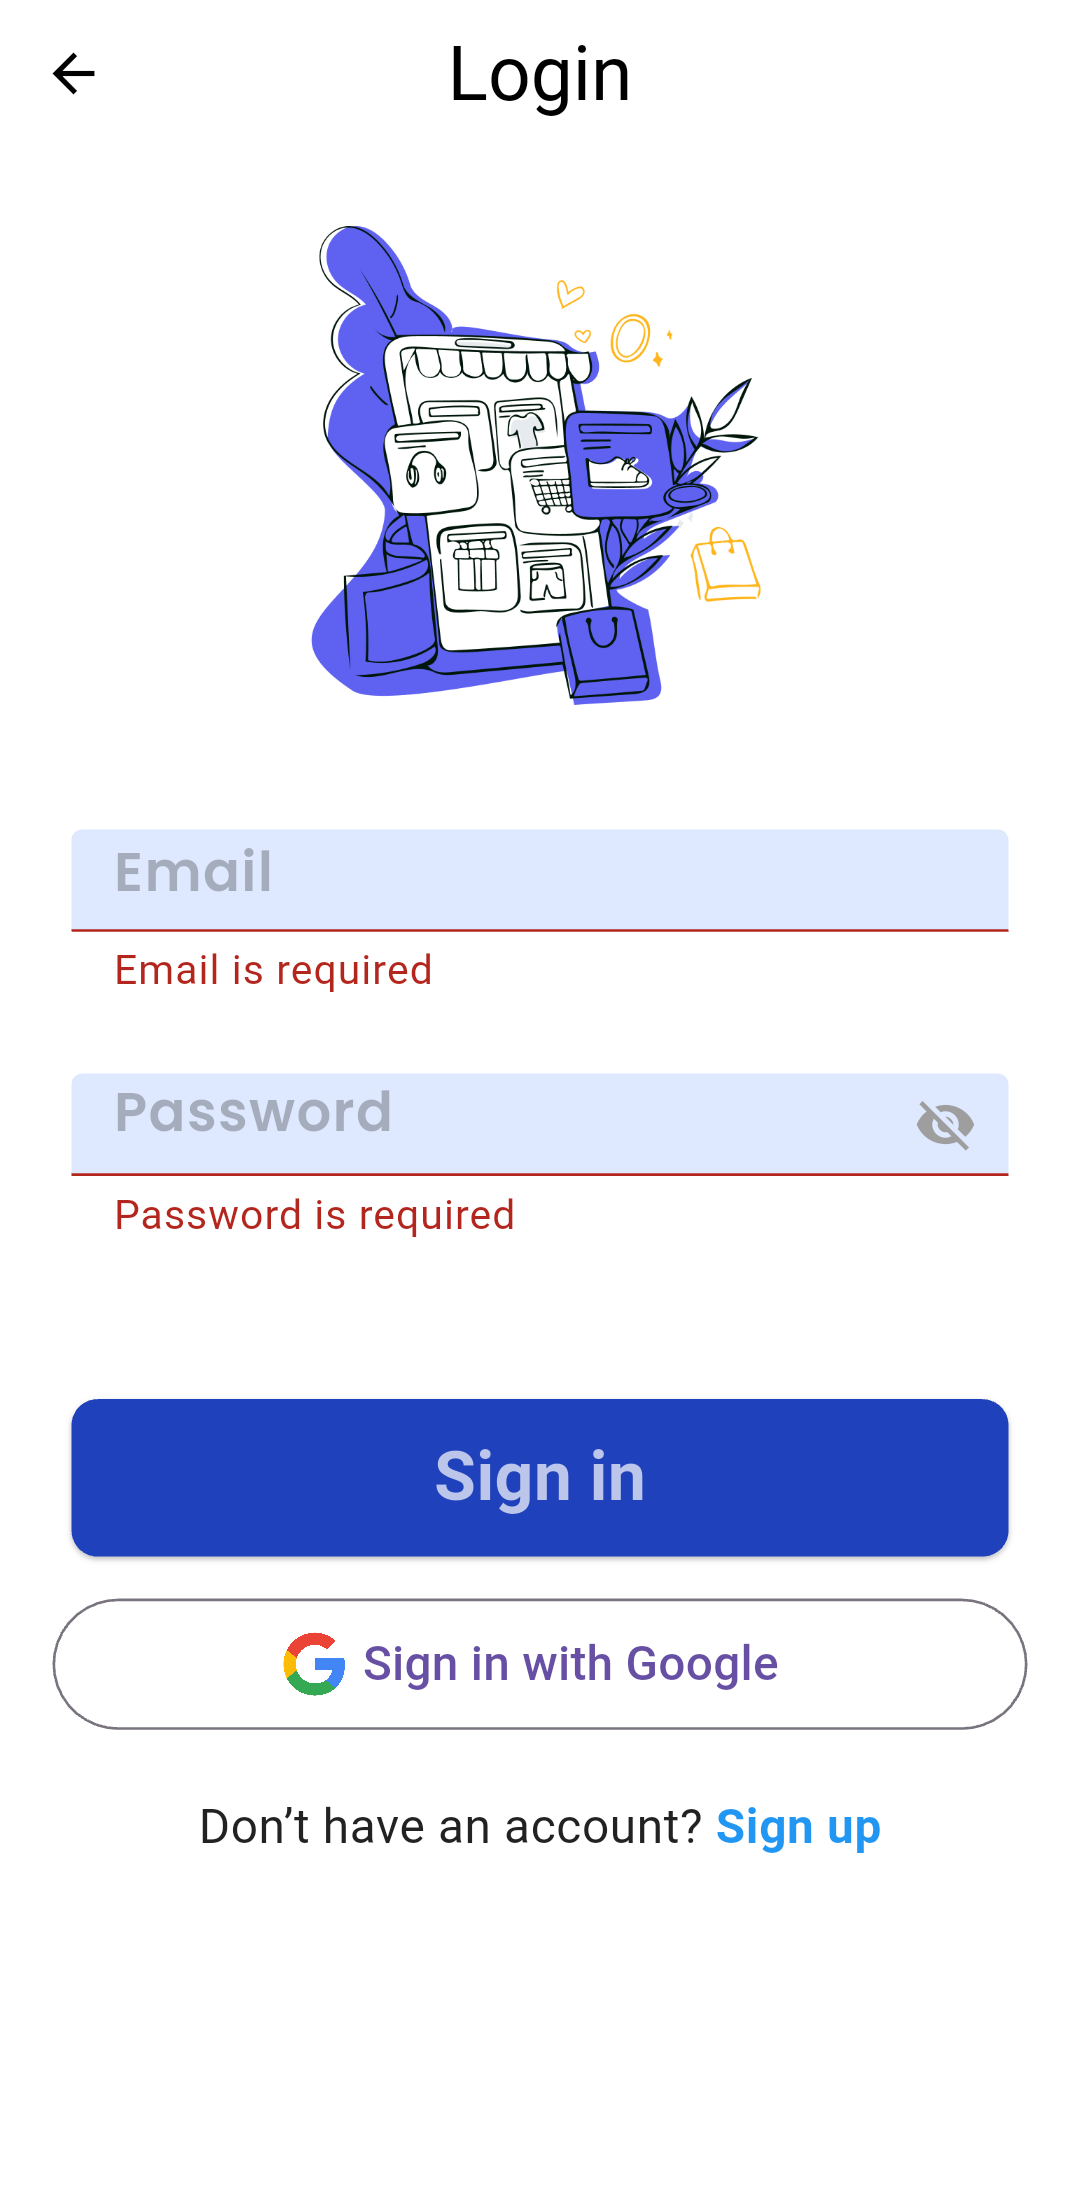 Login
Email
Email is required
Password
Password is required
Sign in
Sign in with Google
Don’t have an account? Sign up